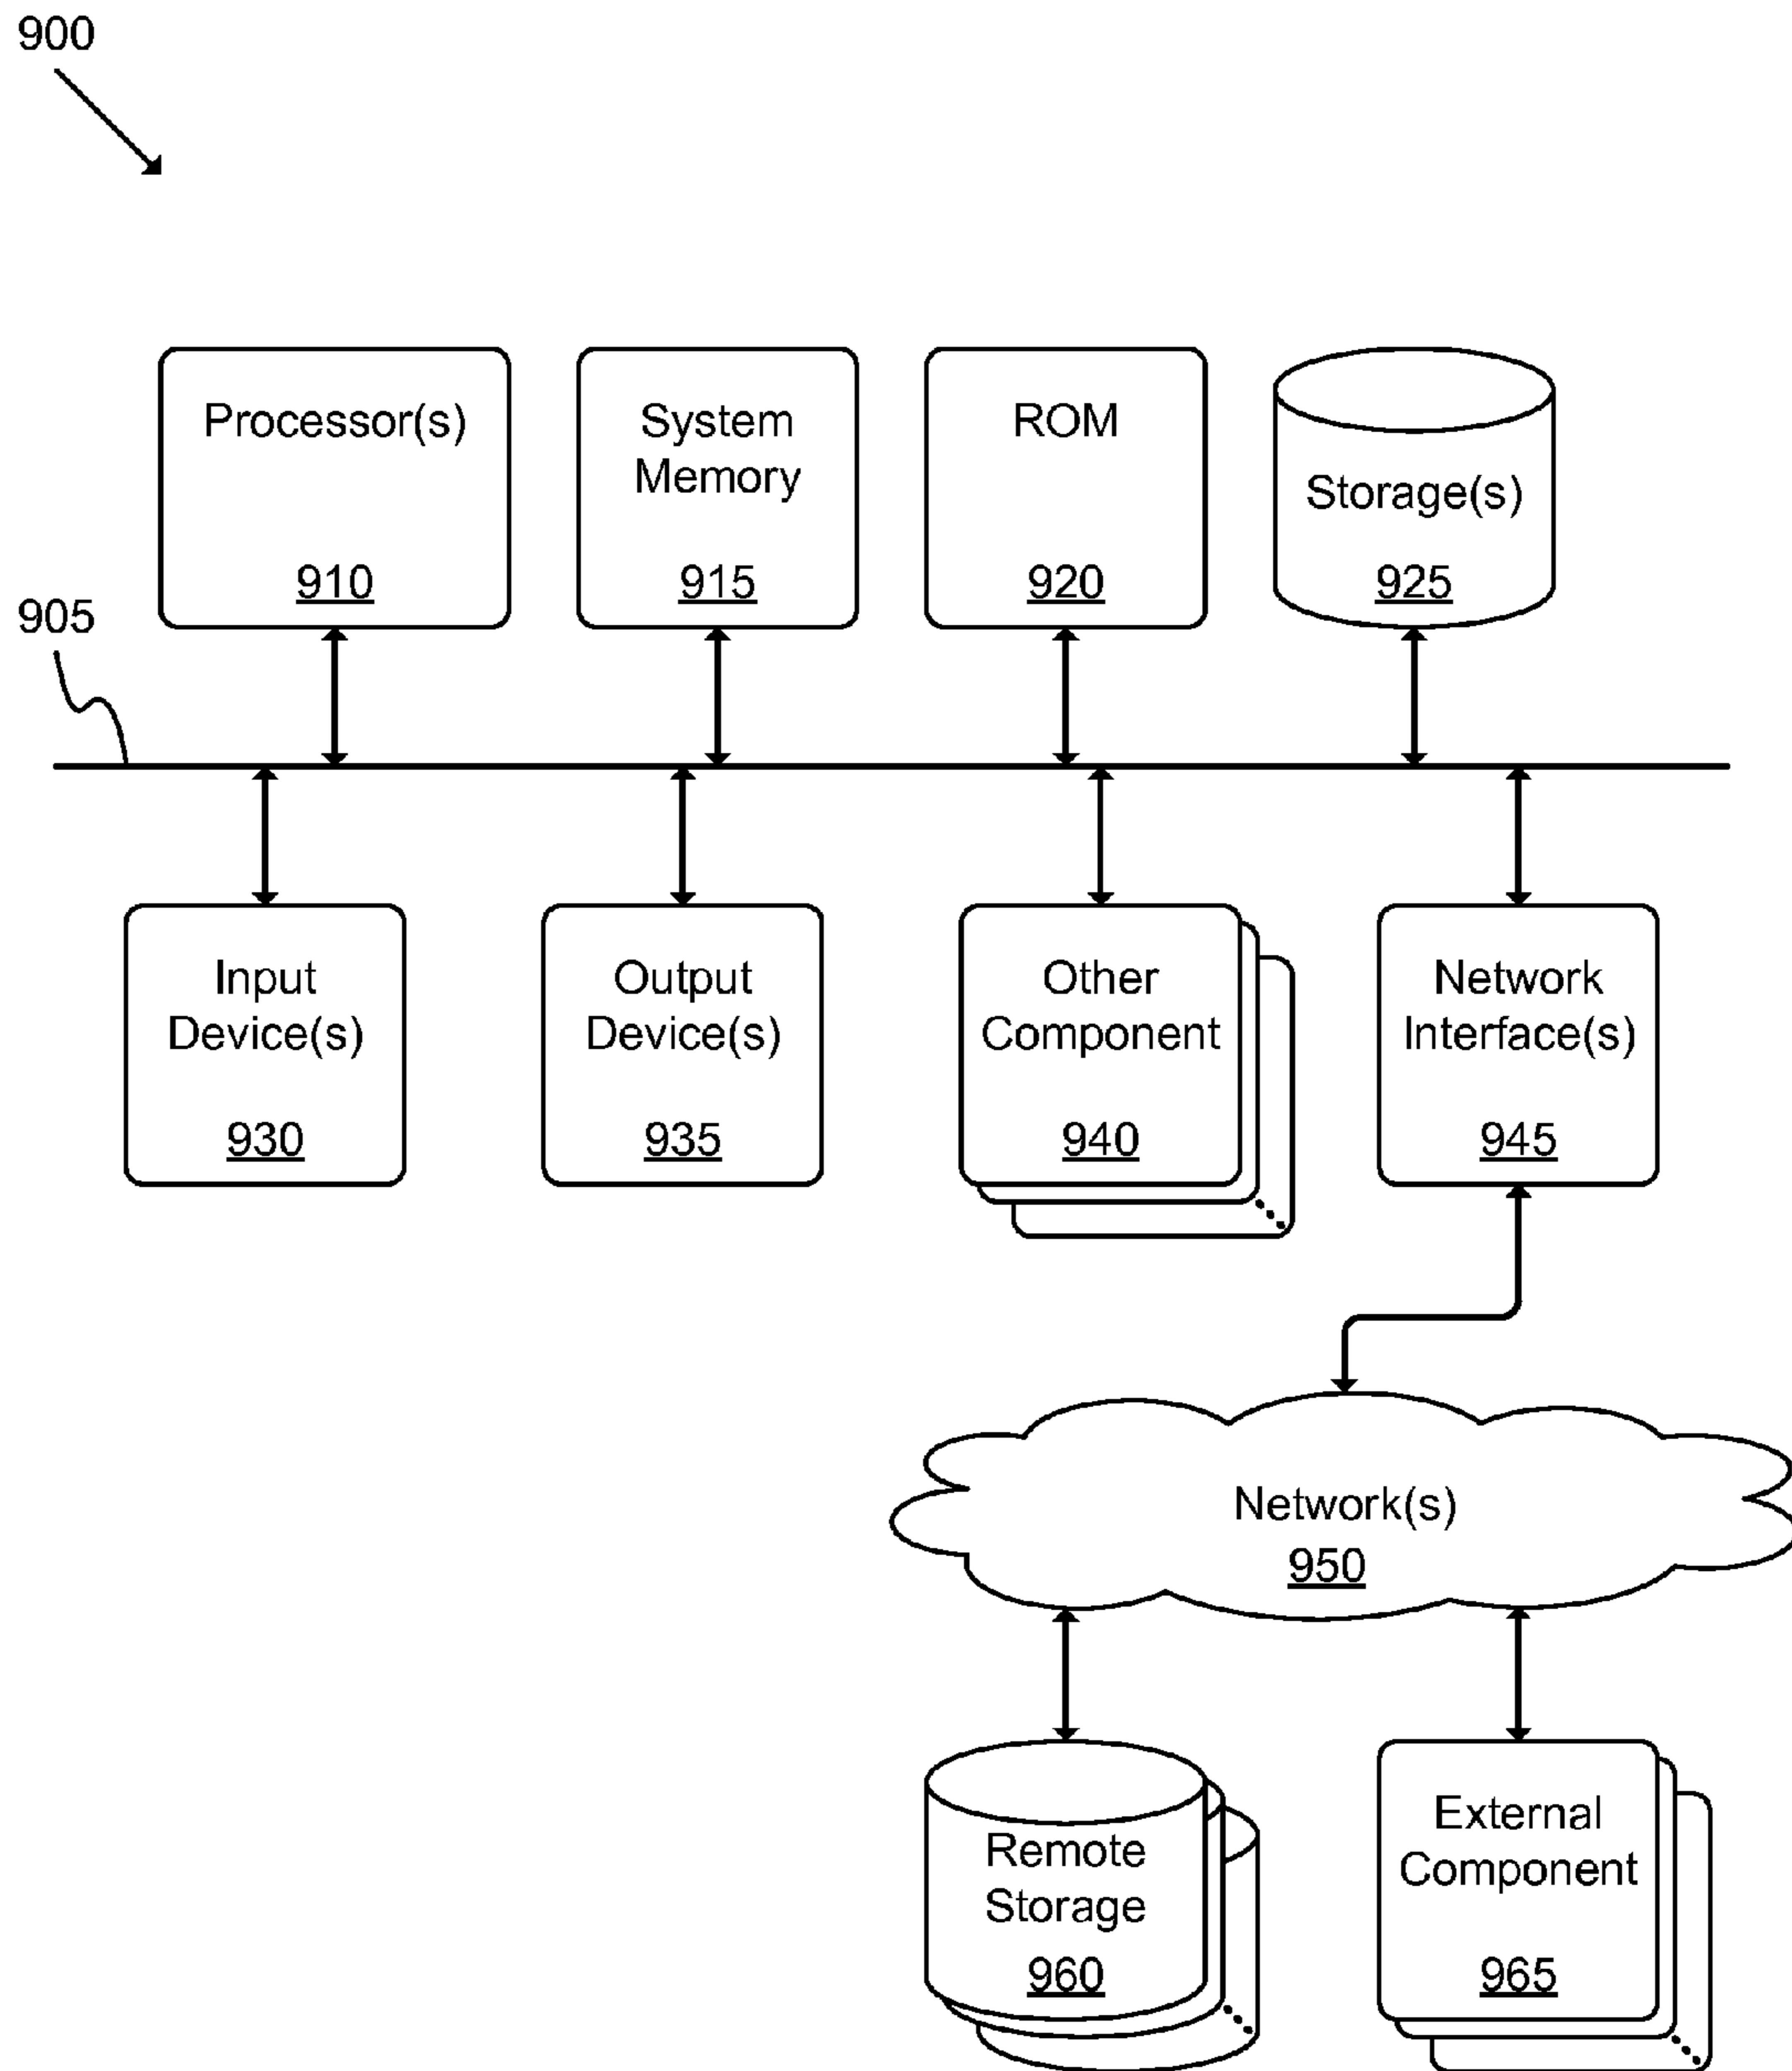 900
Processor(s)
910
System
Memory
915
ROM
920
Storage(s)
925
905
Input
Device(s)
930
Output
Device(s)
935
Other
Component
940
Network
Interface(s)
945
Network(s)
950
Remote
Storage
960
External
Component
965